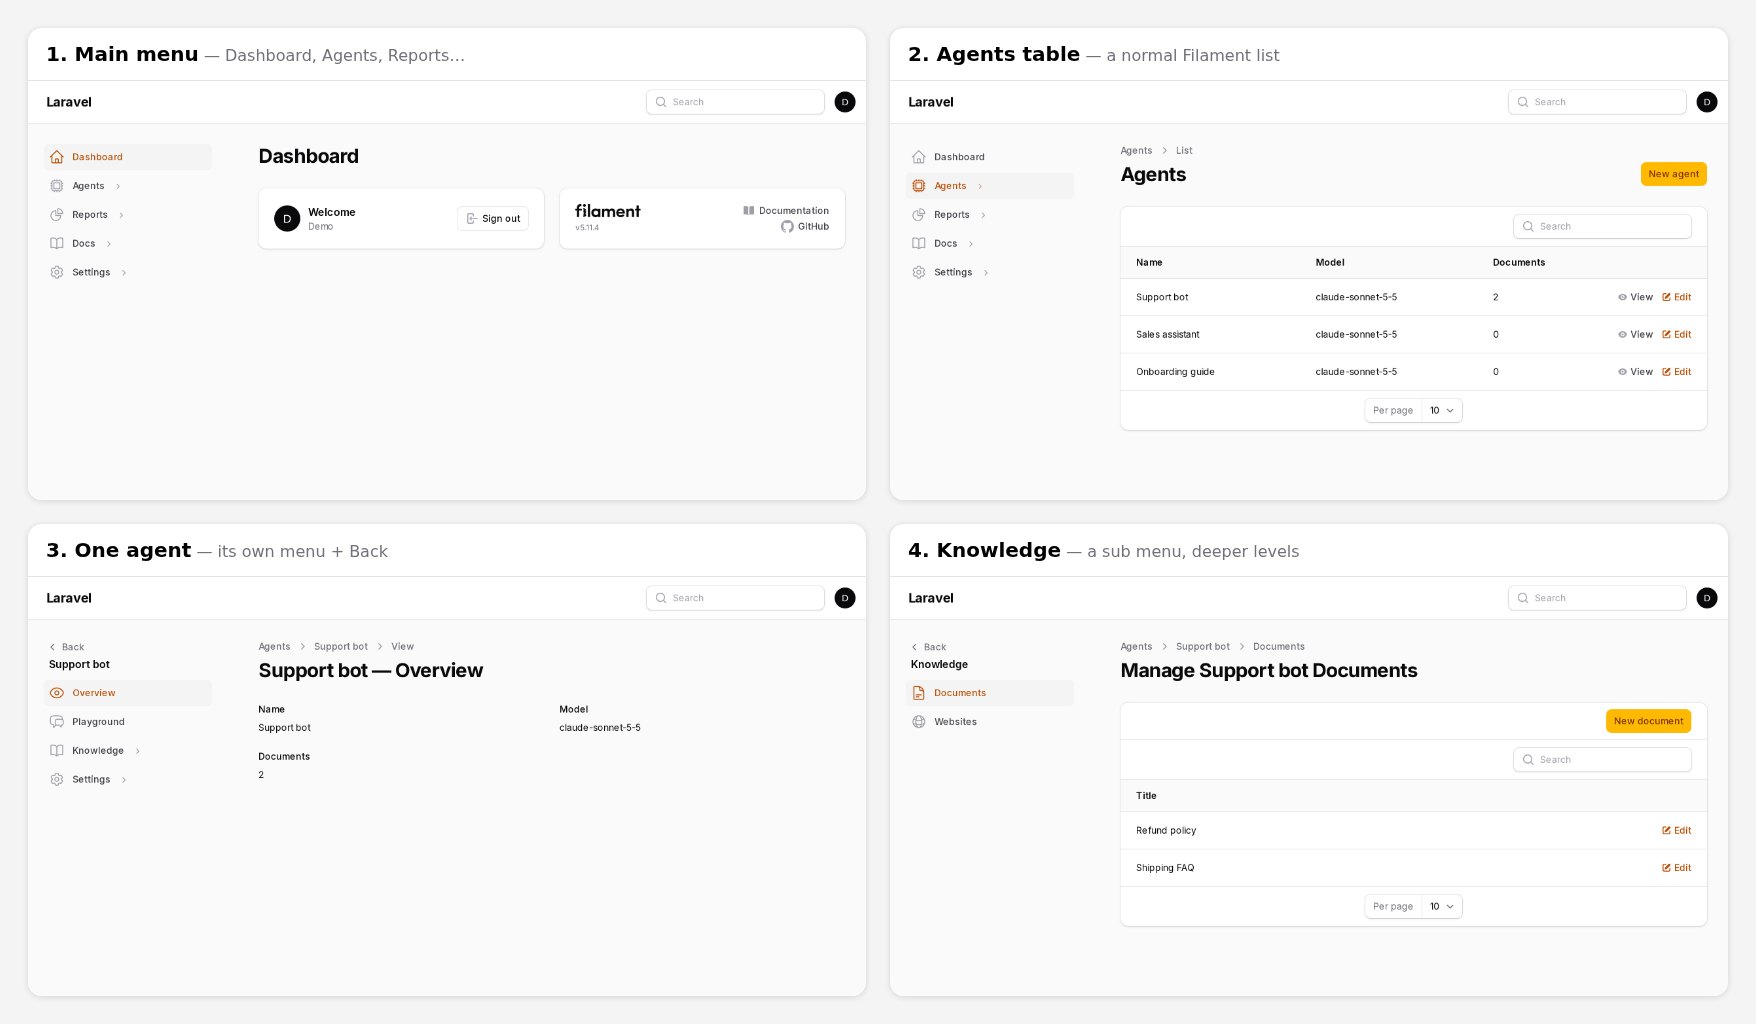 1. Main menu — Dashboard, Agents, Reports...
Laravel
Search
D
Dashboard
Agents
Reports
Docs
Settings
Dashboard
D
Welcome
Demo
Sign out
filament
v5.11.4
Documentation
GitHub
2. Agents table — a normal Filament list
Laravel
Search
D
Dashboard
Agents
Reports
Docs
Settings
Agents > List
Agents
New agent
Search
Name Model Documents
Support bot claude-sonnet-5-5 2 View Edit
Sales assistant claude-sonnet-5-5 0 View Edit
Onboarding guide claude-sonnet-5-5 0 View Edit
Per page 10
3. One agent — its own menu + Back
Laravel
Search
D
Back
Support bot
Overview
Playground
Knowledge
Settings
Agents > Support bot > View
Support bot — Overview
Name Model
Support bot claude-sonnet-5-5
Documents
2
4. Knowledge — a sub menu, deeper levels
Laravel
Search
D
Back
Knowledge
Documents
Websites
Agents > Support bot > Documents
Manage Support bot Documents
New document
Search
Title
Refund policy Edit
Shipping FAQ Edit
Per page 10